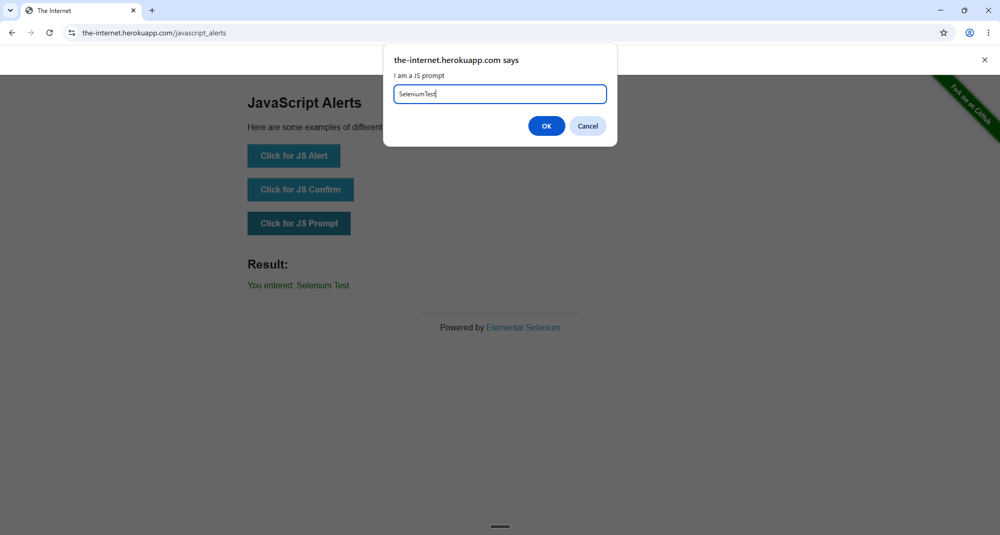 The Internet
the-internet.herokuapp.com/javascript_alerts
the-internet.herokuapp.com says
I am a JS prompt
SeleniumTest
OK
Cancel
Fork me on GitHub
JavaScript Alerts
Here are some examples of different
Click for JS Alert
Click for JS Confirm
Click for JS Prompt
Result:
You entered: Selenium Test
Powered by Elemental Selenium